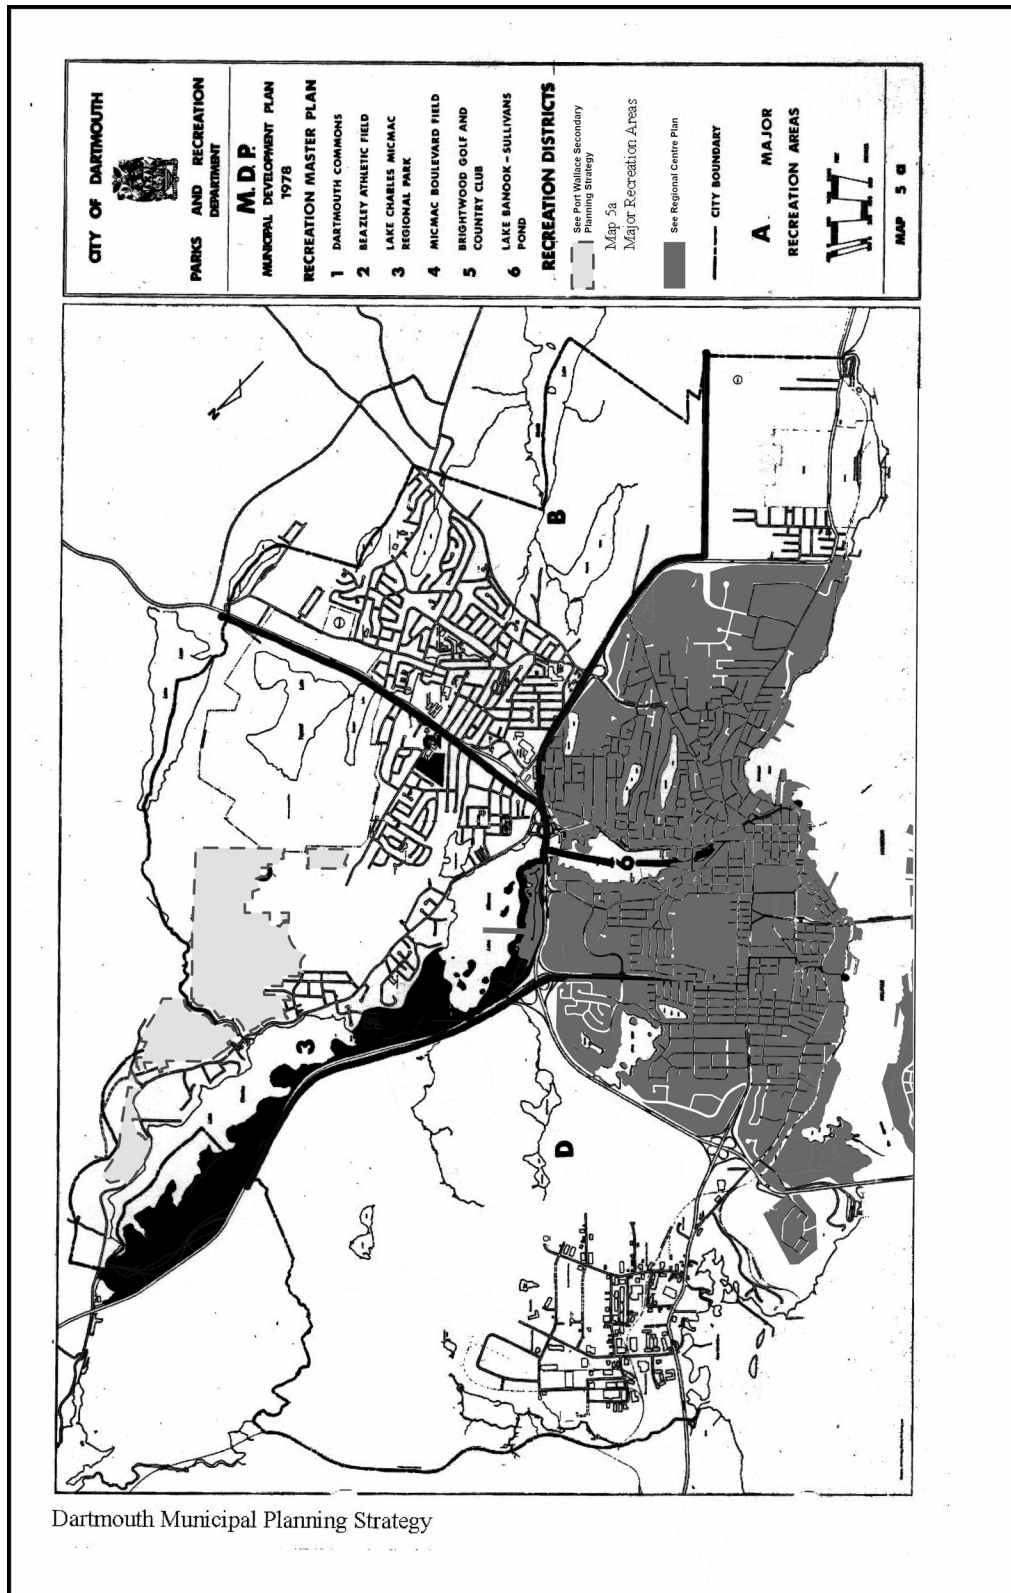 CITY OF DARTMOUTH
PARKS AND RECREATION
DEPARTMENT
M.D.P.
MUNICIPAL DEVELOPMENT PLAN
1978
RECREATION MASTER PLAN
1 DARTMOUTH COMMONS
2 BEAZLEY ATHLETIC FIELD
3 LAKE CHARLES MICMAC
REGIONAL PARK
4 MICMAC BOULEVARD FIELD
5 BRIGHTWOOD GOLF AND
COUNTRY CLUB
6 LAKE BANOOK - SULLIVANS
POND
RECREATION DISTRICTS
See Port Wallace Secondary
Planning Strategy
Map 5a
Major Recreation Areas
See Regional Centre Plan
CITY BOUNDARY
A MAJOR
RECREATION AREAS
MAP 5 a
N
B
C
2
6
3
D
Dartmouth Municipal Planning Strategy